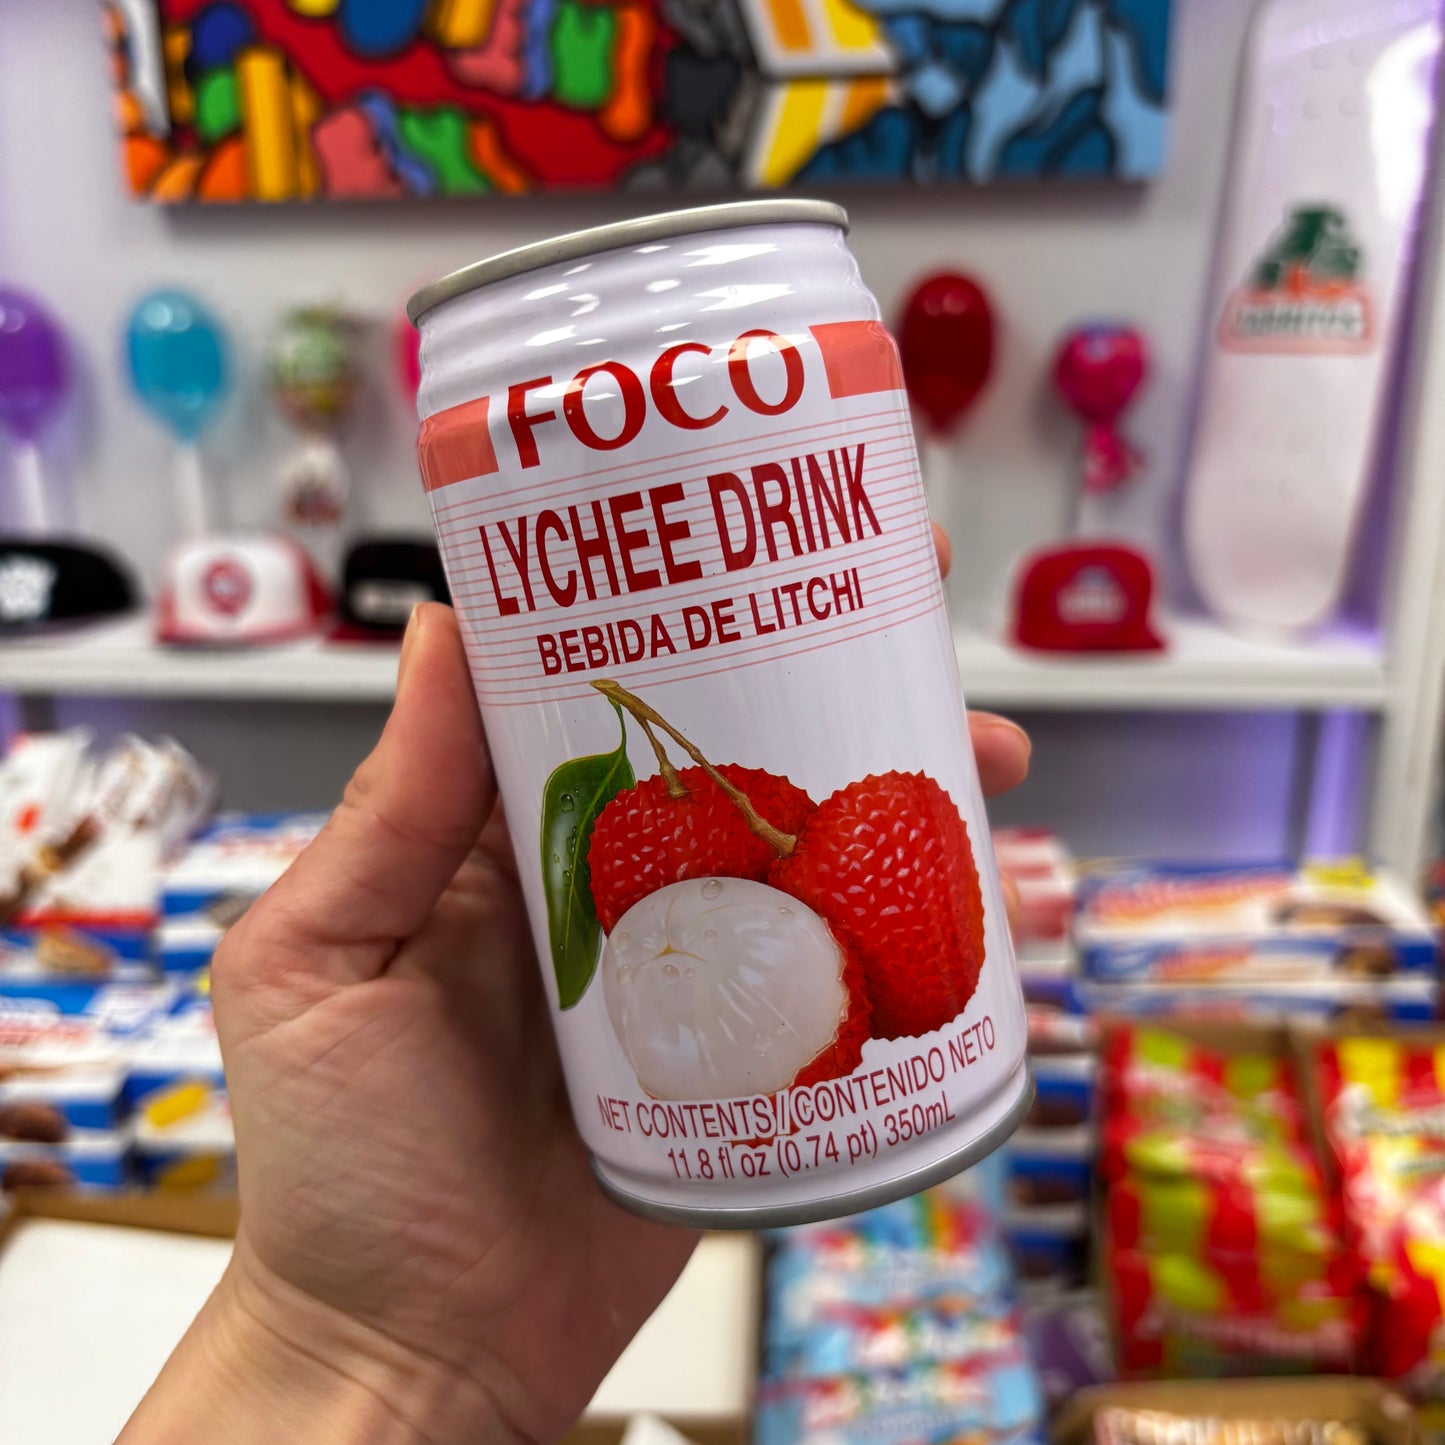 FOCO
LYCHEE DRINK
BEBIDA DE LITCHI
NET CONTENTS / CONTENIDO NETO
11.8 fl oz (0.74 pt) 350mL